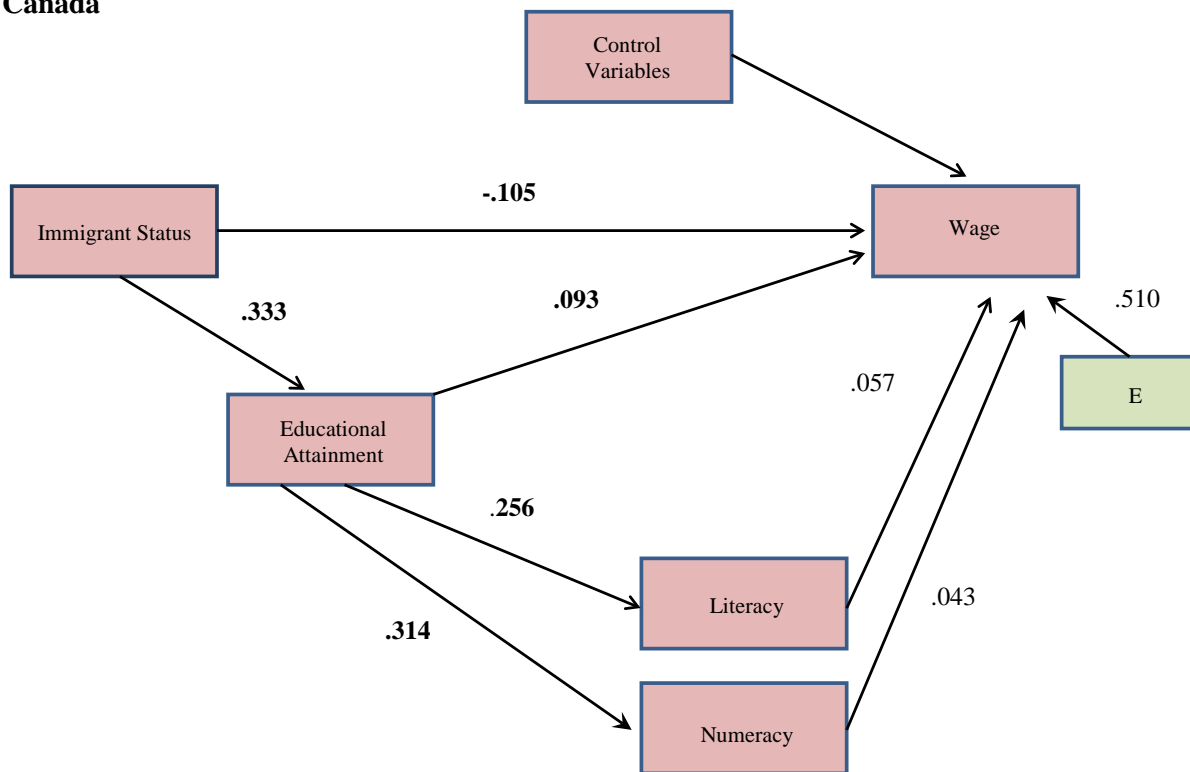 Canada
Control
Variables
-.105
Immigrant Status
Wage
.333
.093
.510
.057
E
Educational
Attainment
.256
.043
Literacy
.314
Numeracy